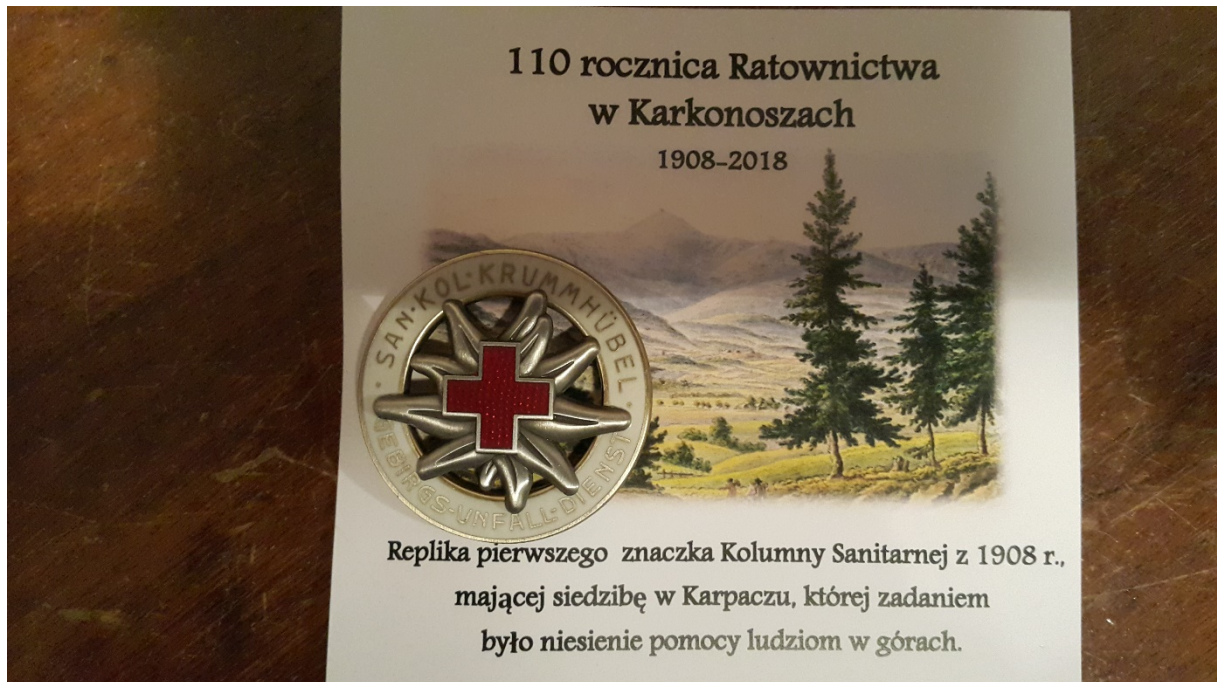 110 rocznica Ratownictwa
w Karkonoszach
1908-2018
SAN·KOL·KRUMMHÜBEL·
GEBIRGS-UNFALL-DIENST
Replika pierwszego znaczka Kolumny Sanitarnej z 1908 r.,
mającej siedzibę w Karpaczu, której zadaniem
było niesienie pomocy ludziom w górach.